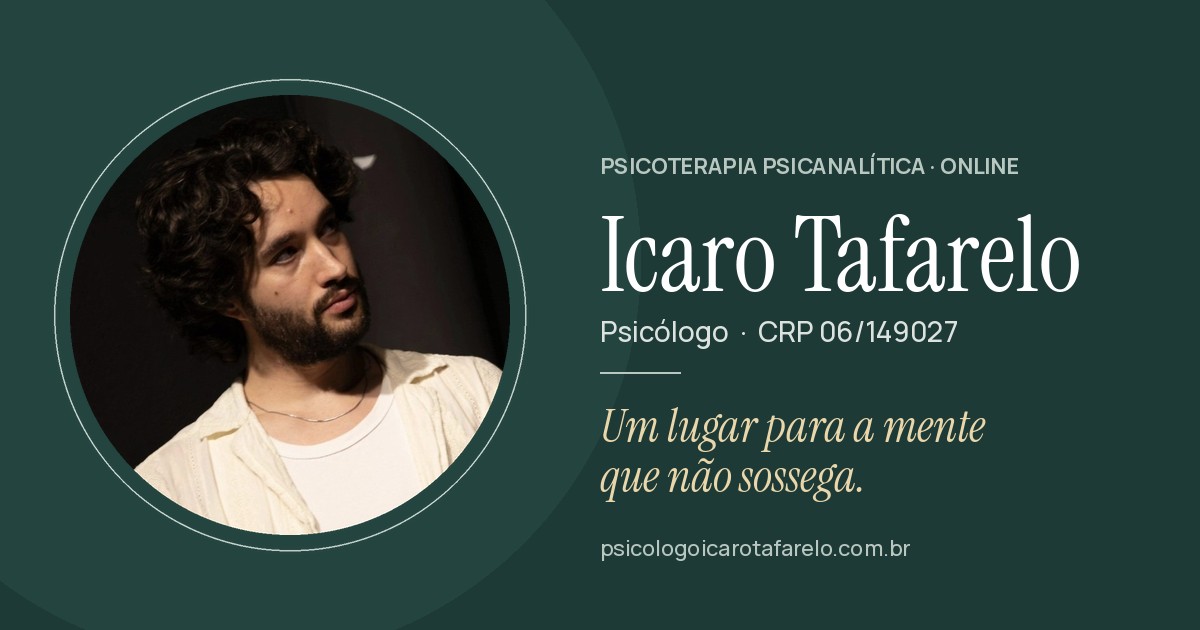 PSICOTERAPIA PSICANALÍTICA · ONLINE
Icaro Tafarelo
Psicólogo · CRP 06/149027
Um lugar para a mente
que não sossega.
psicologoicarotafarelo.com.br